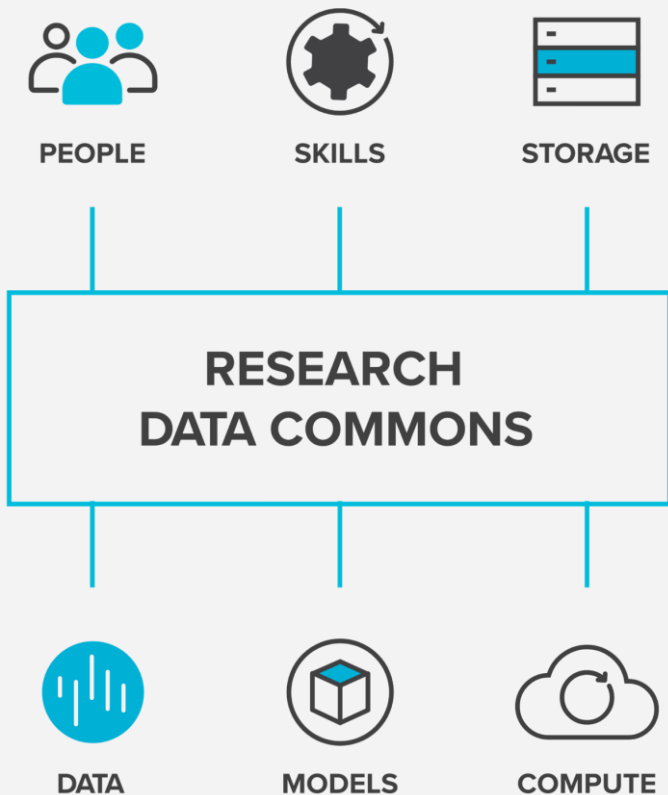 PEOPLE SKILLS STORAGE
RESEARCH
DATA COMMONS
DATA MODELS COMPUTE